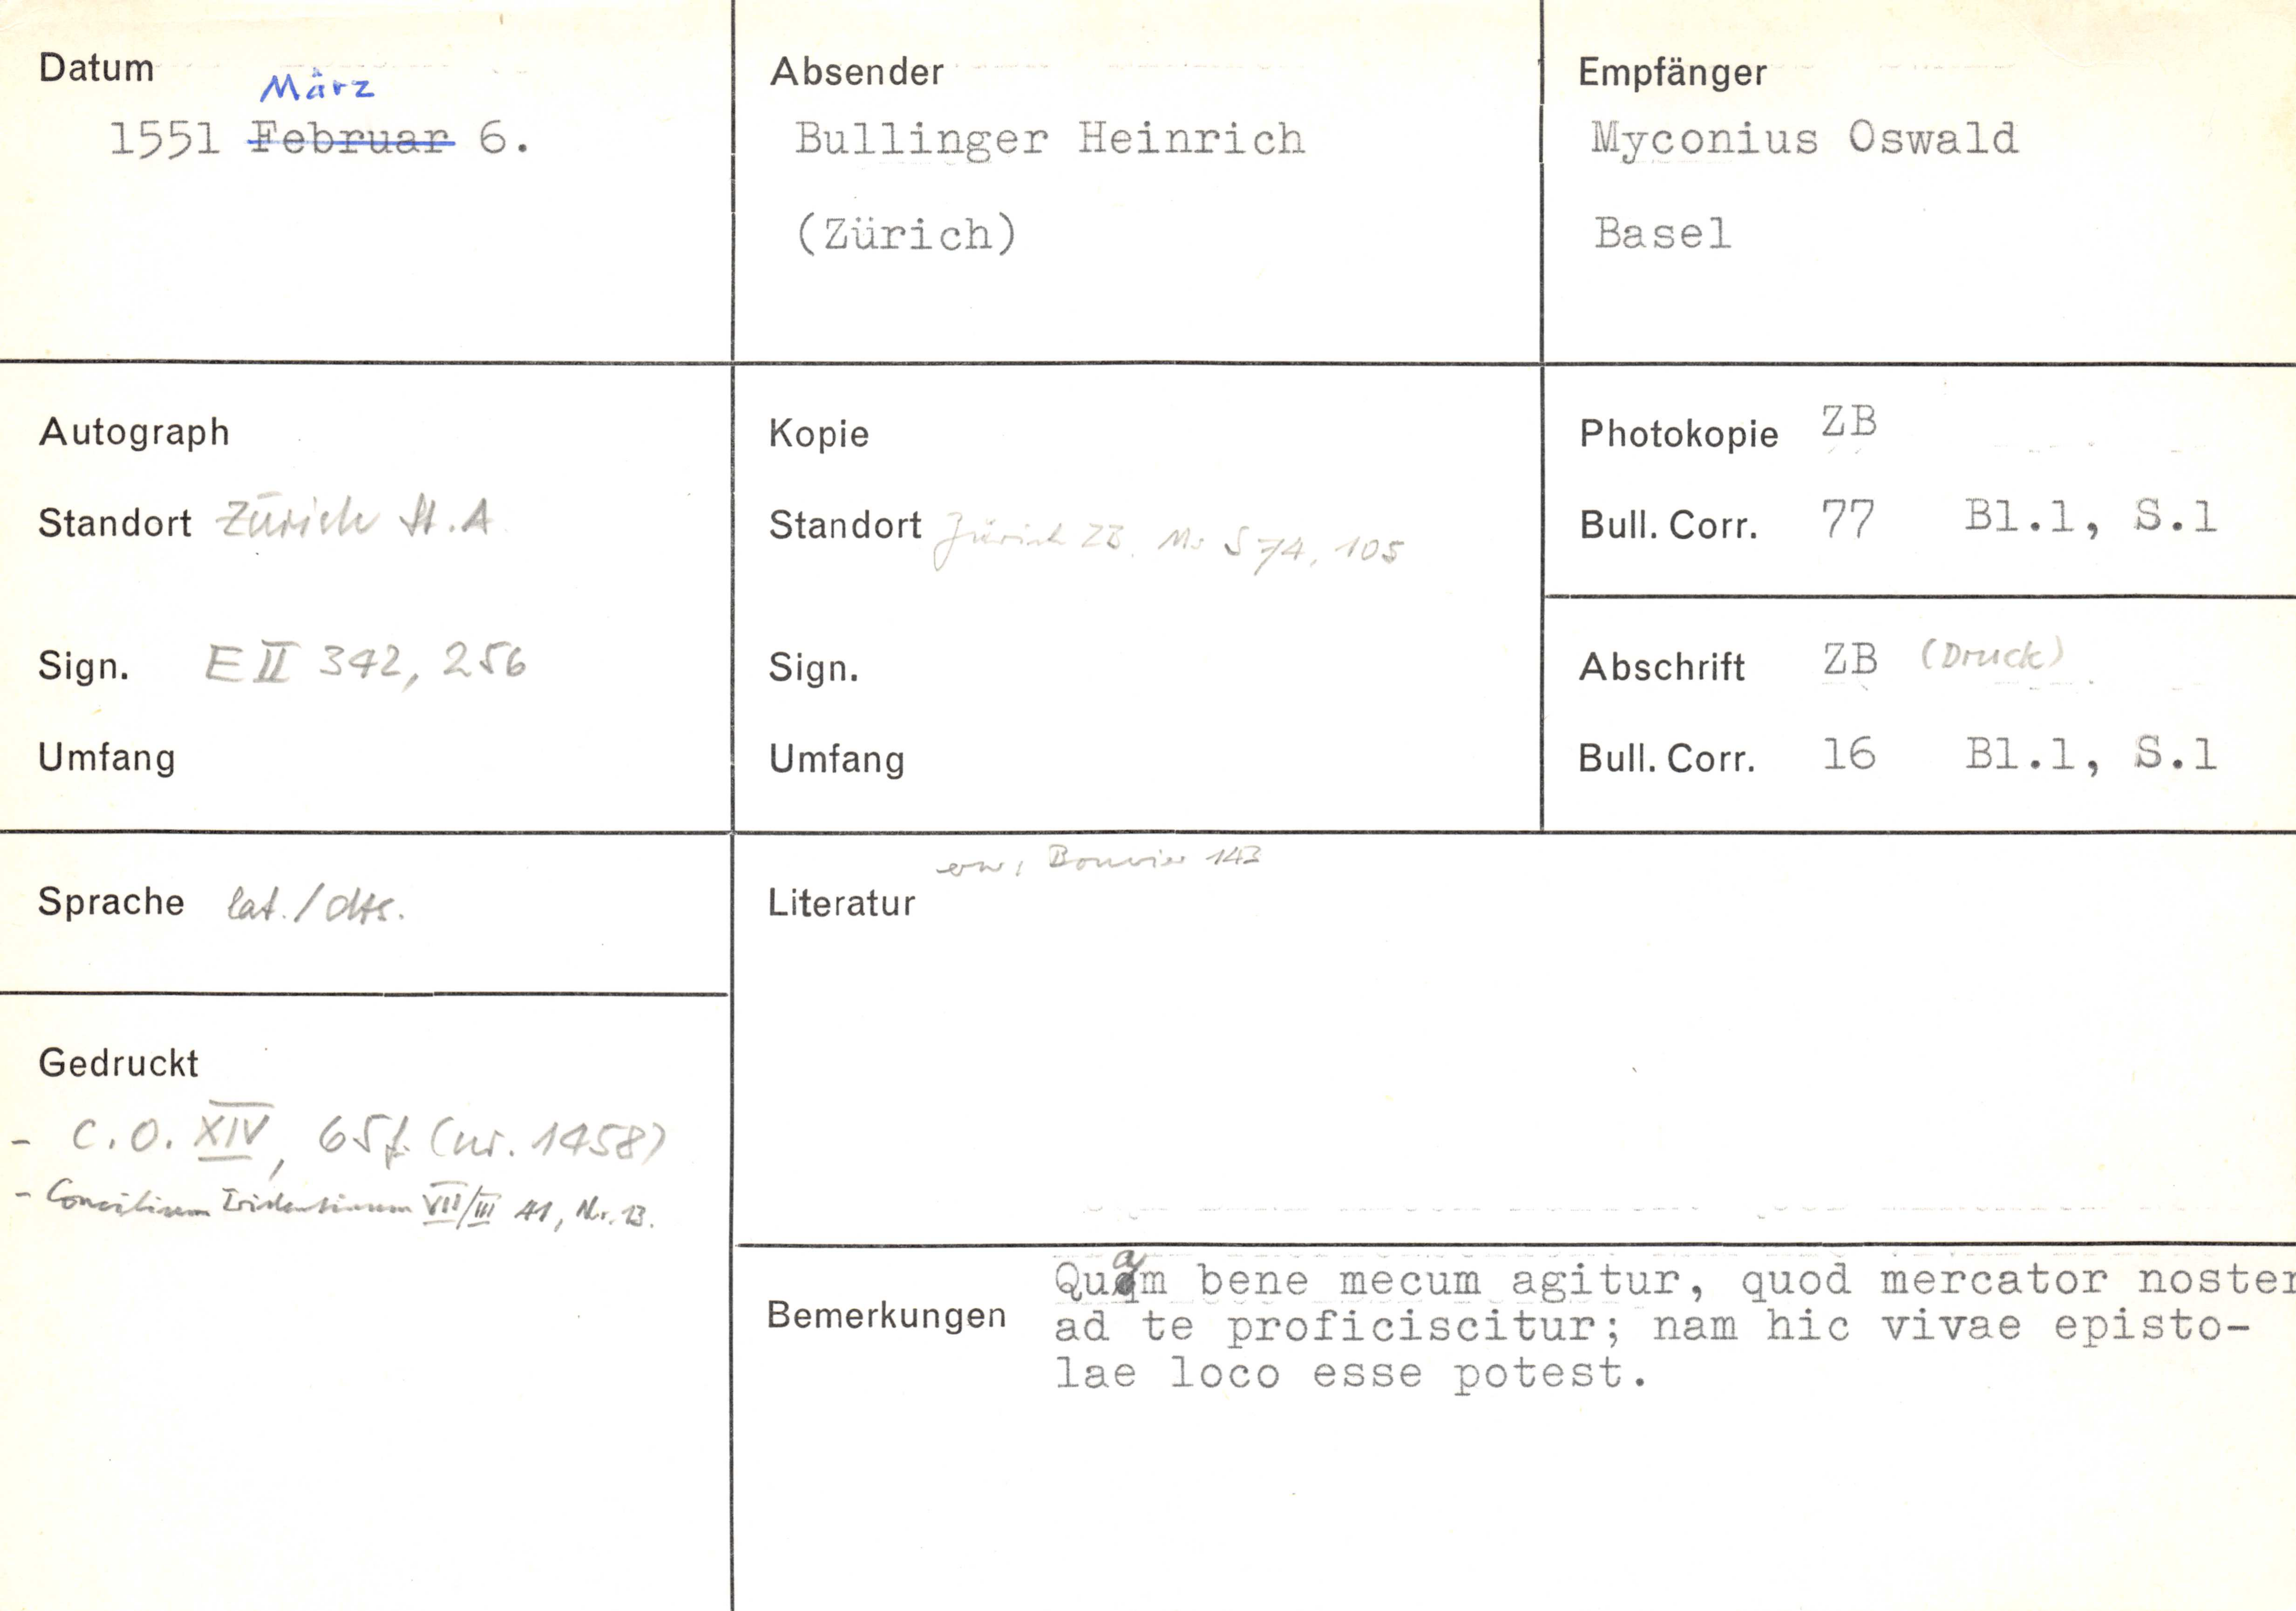 Datum
März
1551 Februar 6.
Absender
Bullinger Heinrich
(Zürich)
Empfänger
Myconius Oswald
Basel
Autograph
Standort Zürich St.A
Sign. E II 342, 256
Umfang
Kopie
Standort Zürich ZB. Ms S 74, 105
Sign.
Umfang
Photokopie ZB
Bull. Corr. 77 Bl.1, S.1
Abschrift ZB (Druck)
Bull. Corr. 16 Bl.1, S.1
Sprache lat./dts.
Gedruckt
- C.O. XIV, 65f. (nr. 1458)
- Concilium Tridentinum VII/III 41, Nr. 13.
erw, Bouvier 143
Literatur
Bemerkungen
Quam bene mecum agitur, quod mercator noster
ad te proficiscitur; nam hic vivae episto-
lae loco esse potest.